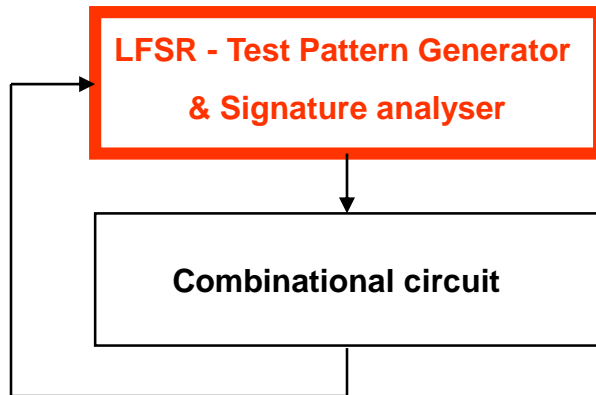 LFSR - Test Pattern Generator
& Signature analyser
Combinational circuit